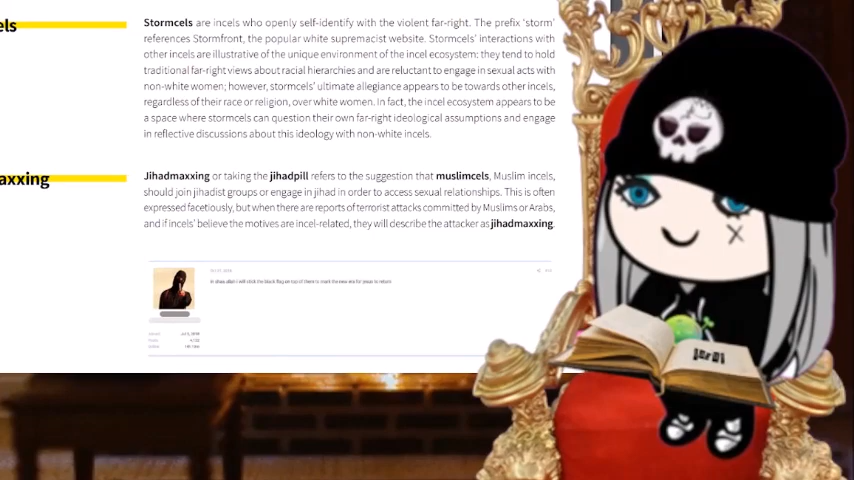 els
Stormcels are incels who openly self-identify with the violent far-right. The prefix ‘storm’
references Stormfront, the popular white supremacist website. Stormcels’ interactions with
other incels are illustrative of the unique environment of the incel ecosystem: they tend to hold
traditional far-right views about racial hierarchies and are reluctant to engage in sexual acts with
non-white women; however, stormcels’ ultimate allegiance appears to be towards other incels,
regardless of their race or religion, over white women. In fact, the incel ecosystem appears to be
a space where stormcels can question their own far-right ideological assumptions and engage
in reflective discussions about this ideology with non-white incels.
axxing
Jihadmaxxing or taking the jihadpill refers to the suggestion that muslimcels, Muslim incels,
should join jihadist groups or engage in jihad in order to access sexual relationships. This is often
expressed facetiously, but when there are reports of terrorist attacks committed by Muslims or Arabs,
and if incels’ believe the motives are incel-related, they will describe the attacker as jihadmaxxing.